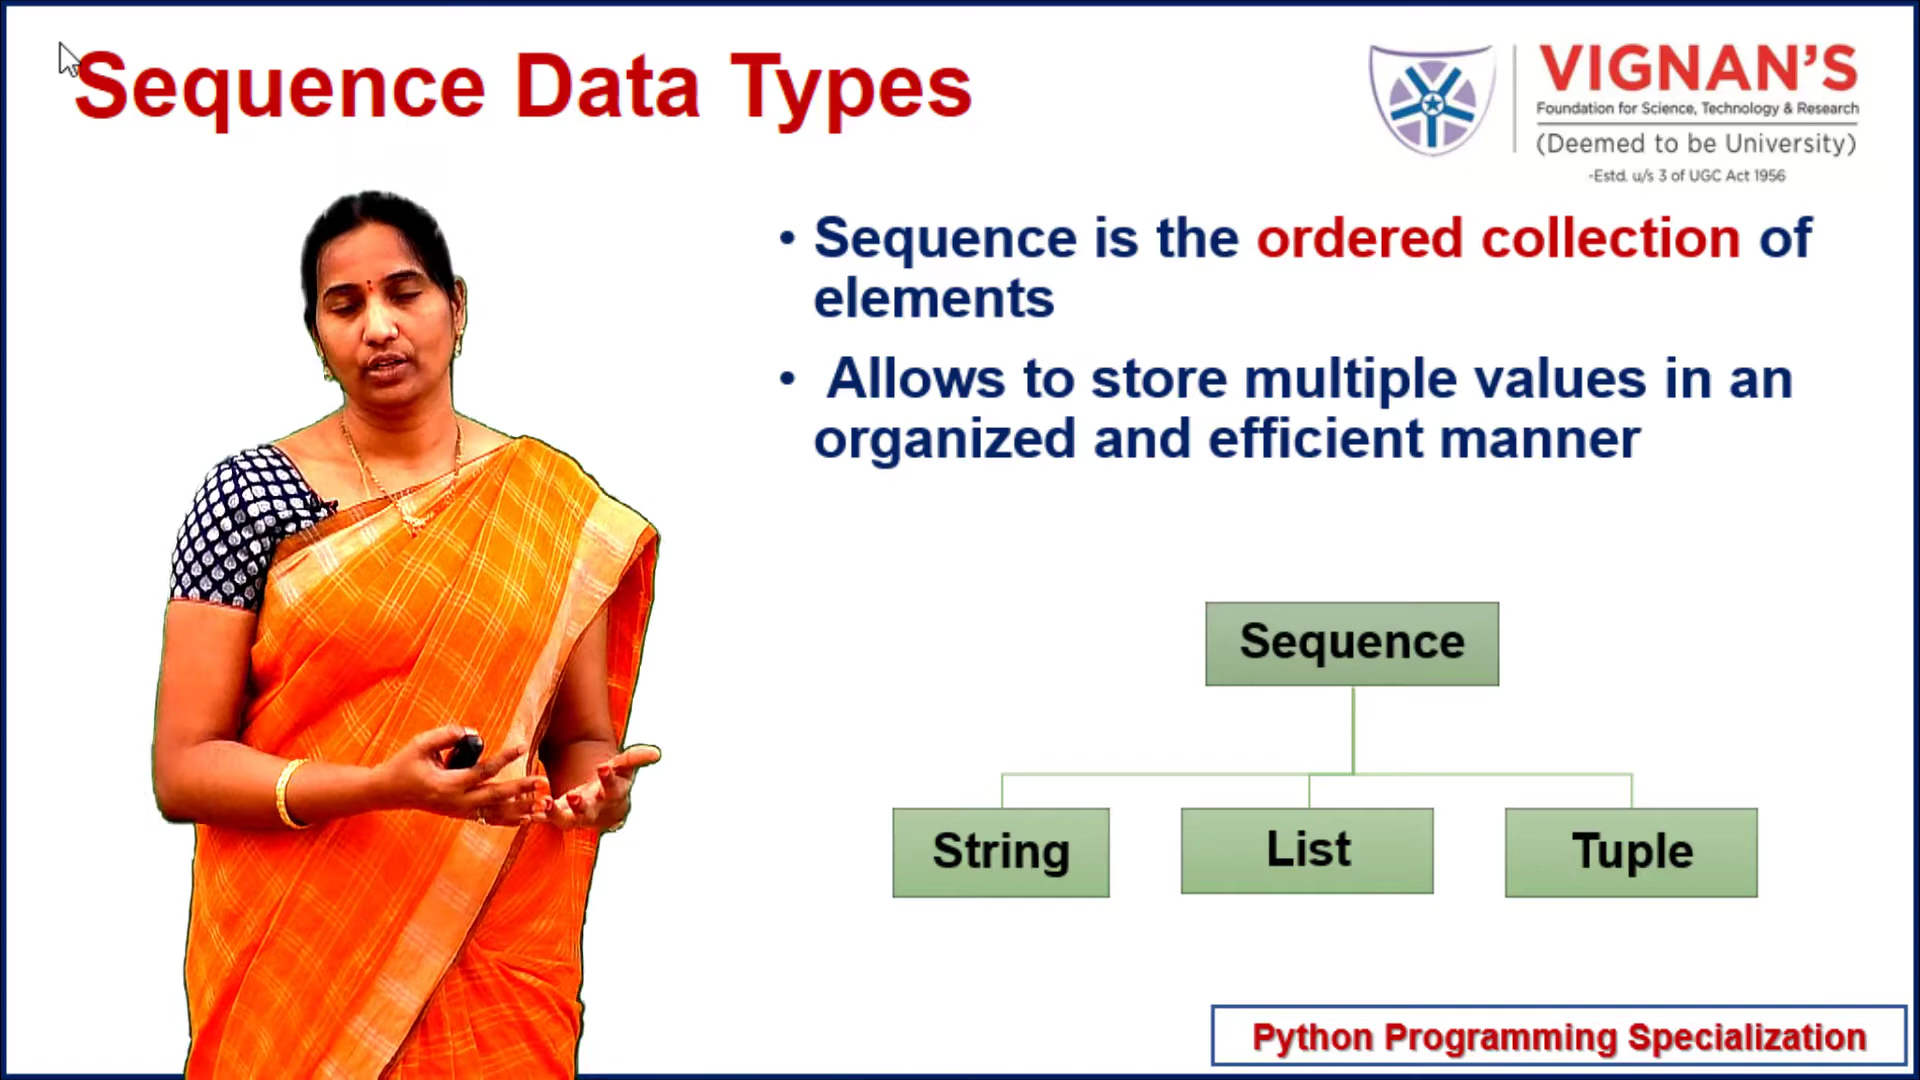 Sequence Data Types
VIGNAN'S
Foundation for Science, Technology & Research
(Deemed to be University)
-Estd. u/s 3 of UGC Act 1956
• Sequence is the ordered collection of
elements
• Allows to store multiple values in an
organized and efficient manner
Sequence
String
List
Tuple
Python Programming Specialization